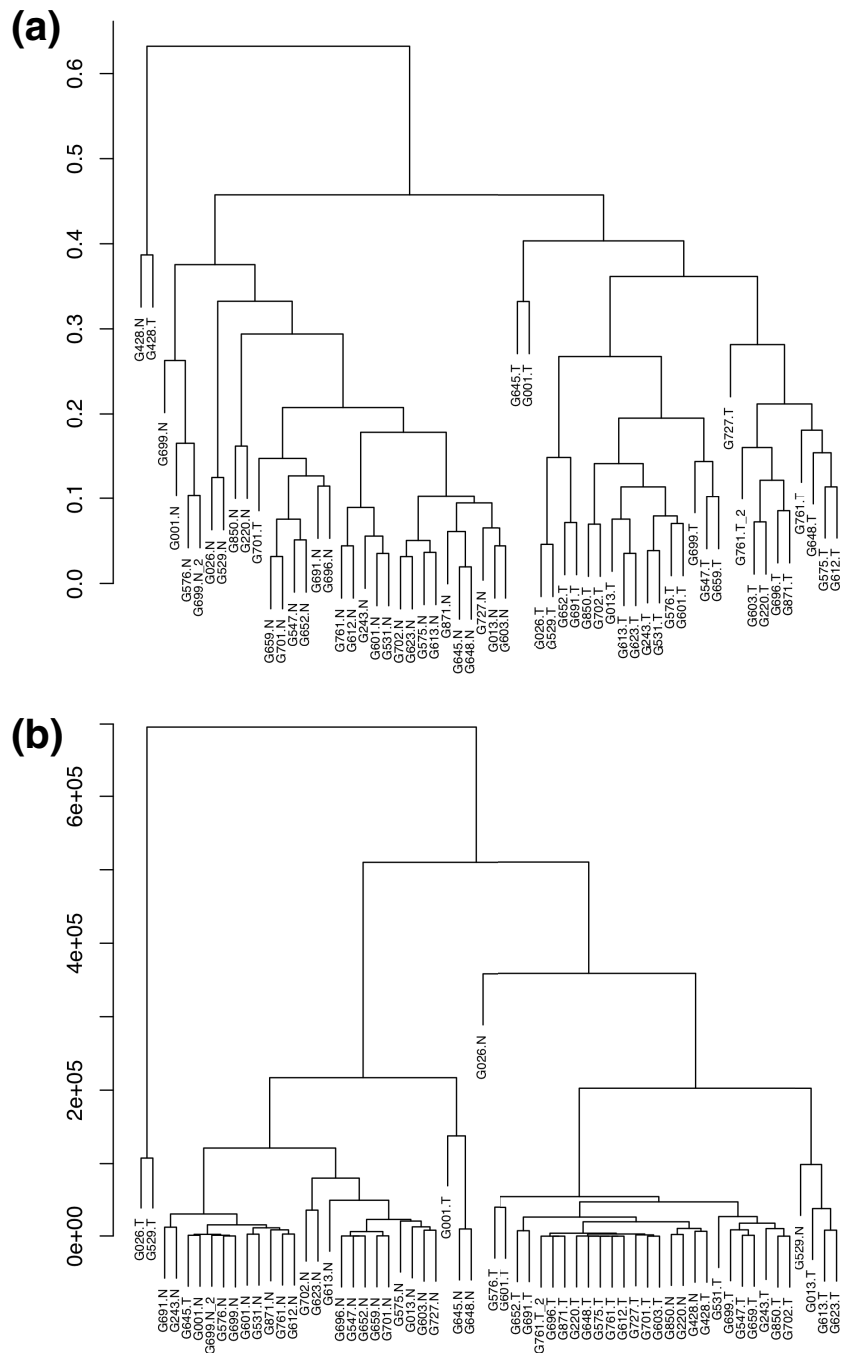 (a)
0.6
0.5
0.4
0.3
0.2
0.1
0.0
G428.N
G428.T
G699.N
G001.N
G576.N
G699.N_2
G026.N
G529.N
G850.N
G220.N
G701.T
G659.N
G701.N
G547.N
G652.N
G691.N
G696.N
G761.N
G612.N
G243.N
G601.N
G531.N
G702.N
G623.N
G575.N
G613.N
G871.N
G645.N
G648.N
G727.N
G013.N
G603.N
G645.T
G001.T
G026.T
G529.T
G652.T
G691.T
G850.T
G702.T
G013.T
G613.T
G623.T
G243.T
G531.T
G576.T
G601.T
G699.T
G547.T
G659.T
G727.T
G761.T_2
G603.T
G220.T
G696.T
G871.T
G761.T
G648.T
G575.T
G612.T
(b)
6e+05
4e+05
2e+05
0e+00
G026.T
G529.T
G691.N
G243.N
G645.T
G001.N
G699.N_2
G576.N
G699.N
G601.N
G531.N
G871.N
G761.N
G612.N
G702.N
G623.N
G613.N
G696.N
G547.N
G652.N
G659.N
G701.N
G575.N
G013.N
G603.N
G727.N
G001.T
G645.N
G648.N
G026.N
G576.T
G601.T
G652.T
G691.T
G761.T_2
G696.T
G871.T
G220.T
G648.T
G575.T
G761.T
G612.T
G727.T
G701.T
G603.T
G850.N
G220.N
G428.N
G428.T
G531.T
G699.T
G547.T
G659.T
G243.T
G850.T
G702.T
G529.N
G013.T
G613.T
G623.T